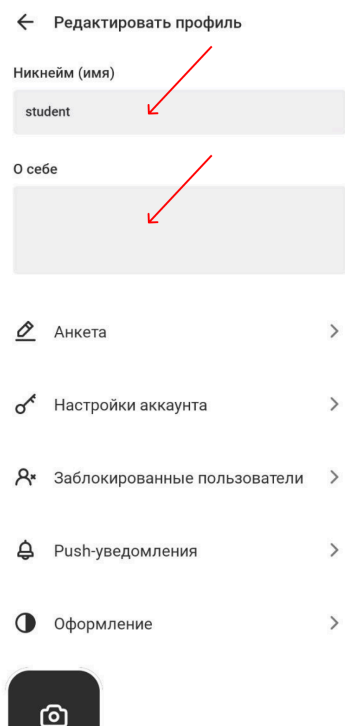 Редактировать профиль
Никнейм (имя)
student
О себе
Анкета
Настройки аккаунта
Заблокированные пользователи
Push-уведомления
Оформление